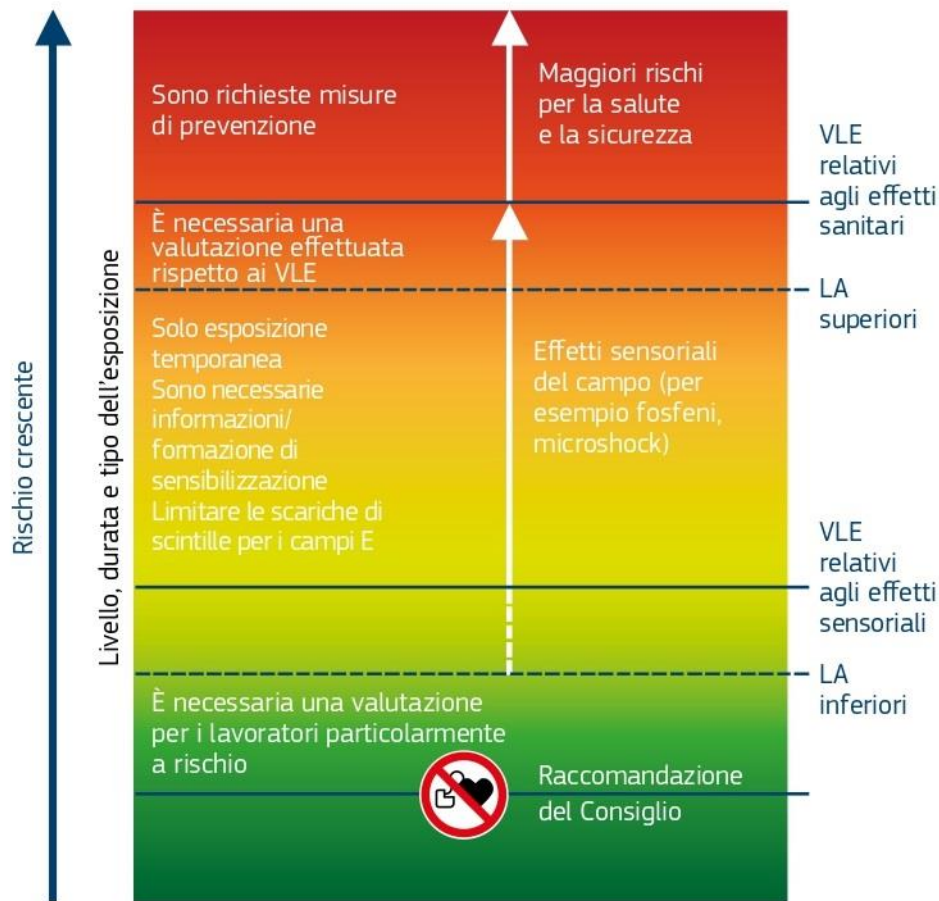 Rischio crescente
Livello, durata e tipo dell'esposizione
Sono richieste misure
di prevenzione
Maggiori rischi
per la salute
e la sicurezza
VLE
relativi
agli effetti
sanitari
È necessaria una
valutazione effettuata
rispetto ai VLE
LA
superiori
Solo esposizione
temporanea
Sono necessarie
informazioni/
formazione di
sensibilizzazione
Limitare le scariche di
scintille per i campi E
Effetti sensoriali
del campo (per
esempio fosfeni,
microshock)
VLE
relativi
agli effetti
sensoriali
LA
inferiori
È necessaria una valutazione
per i lavoratori particolarmente
a rischio
Raccomandazione
del Consiglio